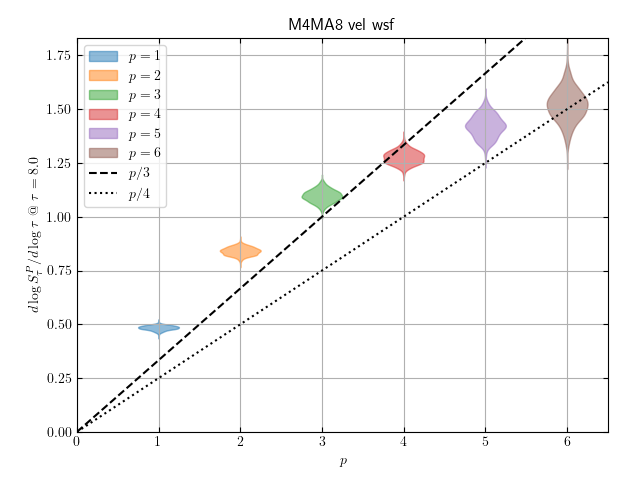 M4MA8 vel wsf
d log S_τ^P / d log τ @ τ = 8.0
1.75
1.50
1.25
1.00
0.75
0.50
0.25
0.00
p = 1
p = 2
p = 3
p = 4
p = 5
p = 6
p/3
p/4
0 1 2 3 4 5 6
p